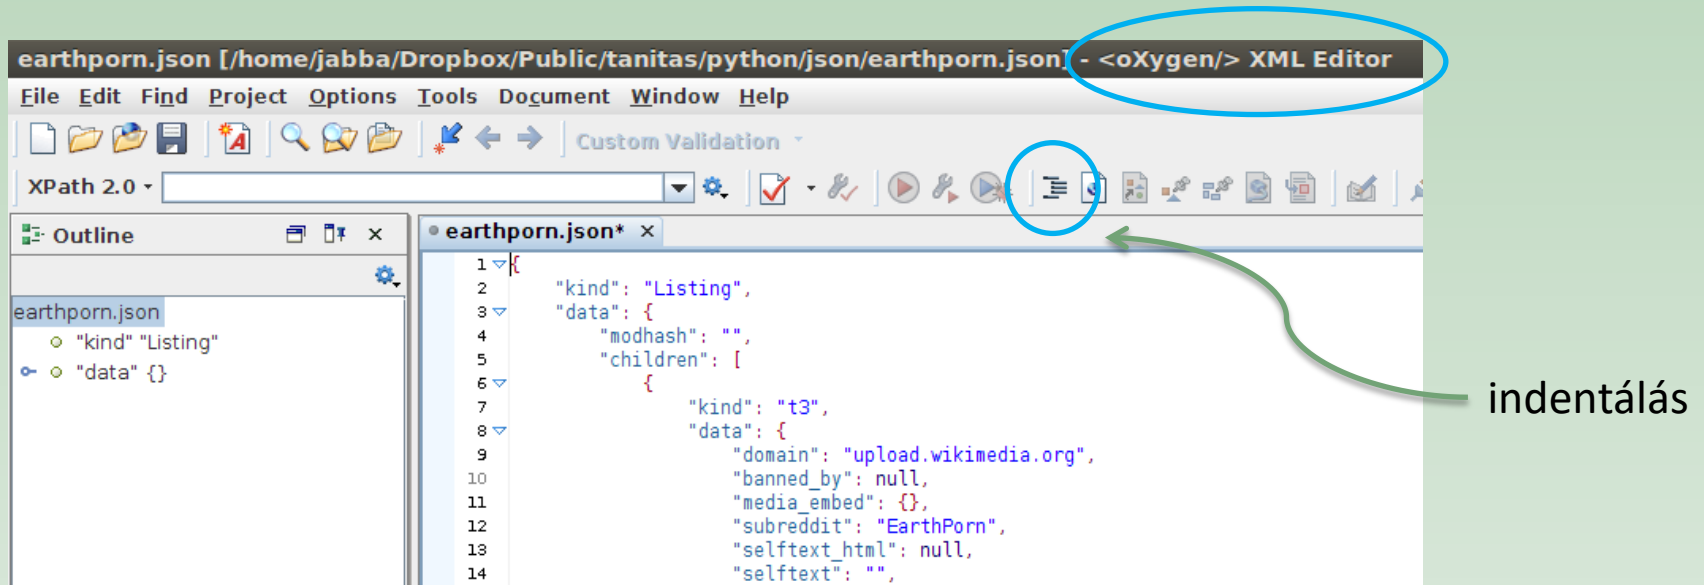 earthporn.json [/home/jabba/Dropbox/Public/tanitas/python/json/earthporn.json] - <oXygen/> XML Editor
File Edit Find Project Options Tools Document Window Help
Custom Validation
XPath 2.0
Outline
earthporn.json
"kind" "Listing"
"data" {}
earthporn.json* ×
1 {
2 "kind": "Listing",
3 "data": {
4 "modhash": "",
5 "children": [
6 {
7 "kind": "t3",
8 "data": {
9 "domain": "upload.wikimedia.org",
10 "banned_by": null,
11 "media_embed": {},
12 "subreddit": "EarthPorn",
13 "selftext_html": null,
14 "selftext": "",
indentálás